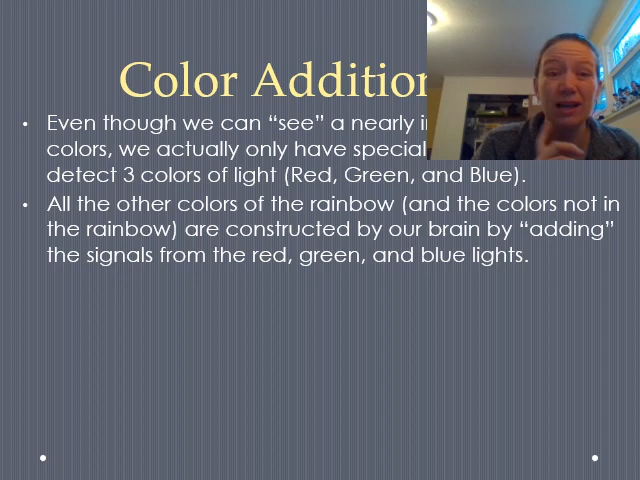 Color Addition
• Even though we can “see” a nearly
colors, we actually only have special
detect 3 colors of light (Red, Green, and Blue).
• All the other colors of the rainbow (and the colors not in
the rainbow) are constructed by our brain by “adding”
the signals from the red, green, and blue lights.